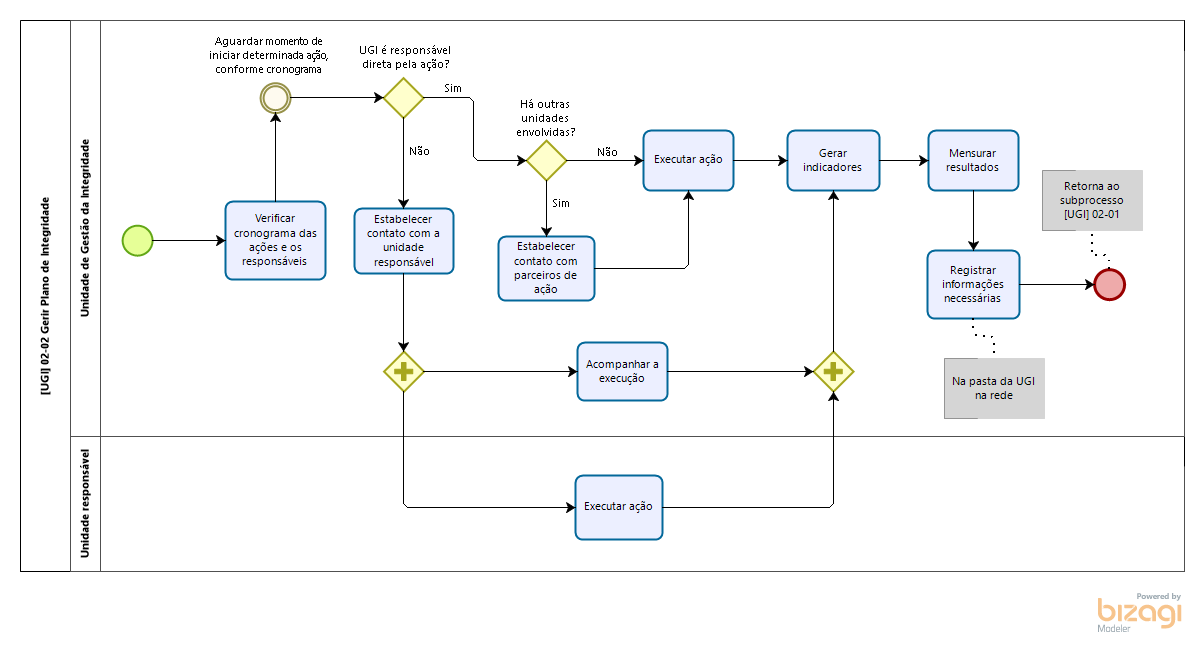 [UGI] 02-02 Gerir Plano de Integridade
Unidade de Gestão da Integridade
Aguardar momento de
iniciar determinada ação,
conforme cronograma
UGI é responsável
direta pela ação?
Sim
Não
Há outras
unidades
envolvidas?
Não
Sim
Verificar
cronograma das
ações e os
responsáveis
Estabelecer
contato com a
unidade
responsável
Estabelecer
contato com
parceiros de
ação
Executar ação
Gerar
indicadores
Mensurar
resultados
Retorna ao
subprocesso
[UGI] 02-01
Registrar
informações
necessárias
Na pasta da UGI
na rede
Acompanhar a
execução
Unidade responsável
Executar ação
Powered by
bizagi
Modeler